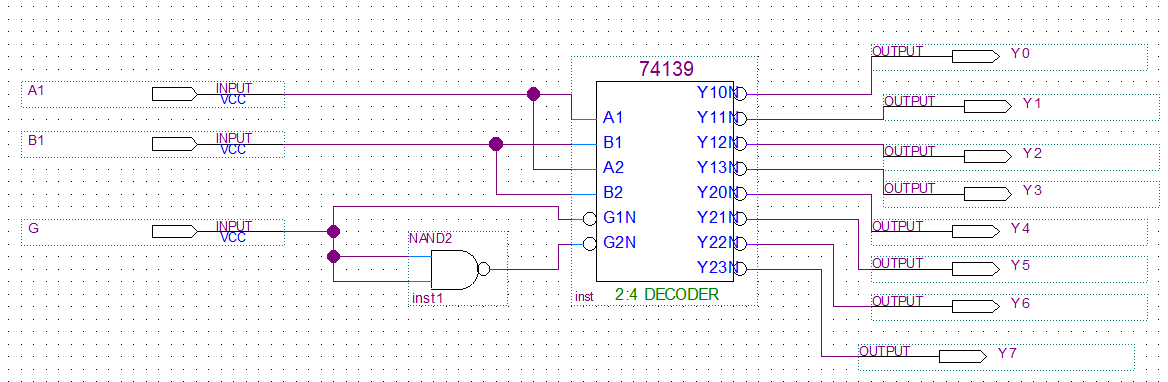 A1 INPUT VCC
B1 INPUT VCC
G INPUT VCC
NAND2
inst1
74139
A1 Y10N
B1 Y11N
A2 Y12N
B2 Y13N
G1N Y20N
G2N Y21N
Y22N
Y23N
inst 2:4 DECODER
OUTPUT Y0
OUTPUT Y1
OUTPUT Y2
OUTPUT Y3
OUTPUT Y4
OUTPUT Y5
OUTPUT Y6
OUTPUT Y7